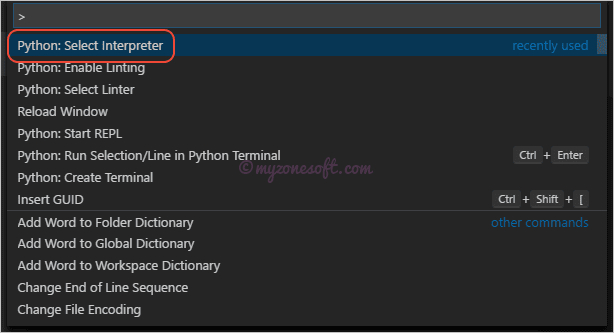 >
Python: Select Interpreter recently used
Python: Enable Linting
Python: Select Linter
Reload Window
Python: Start REPL
Python: Run Selection/Line in Python Terminal Ctrl + Enter
©myzonesoft.com
Python: Create Terminal
Insert GUID Ctrl + Shift + [
Add Word to Folder Dictionary other commands
Add Word to Global Dictionary
Add Word to Workspace Dictionary
Change End of Line Sequence
Change File Encoding